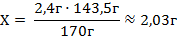 X = 2,4г · 143,5г / 170г ≈ 2,03г